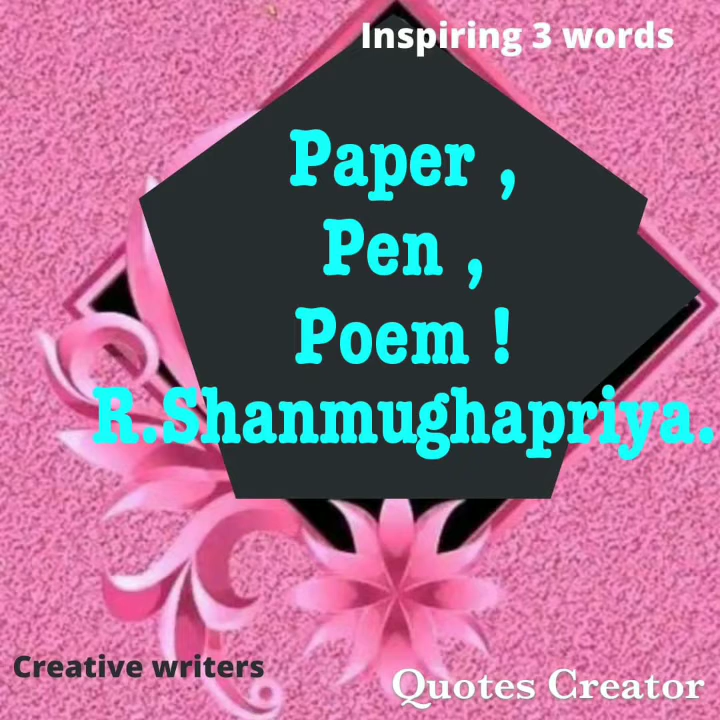 Inspiring 3 words
Paper ,
Pen ,
Poem !
R.Shanmughapriya.
Creative writers
Quotes Creator